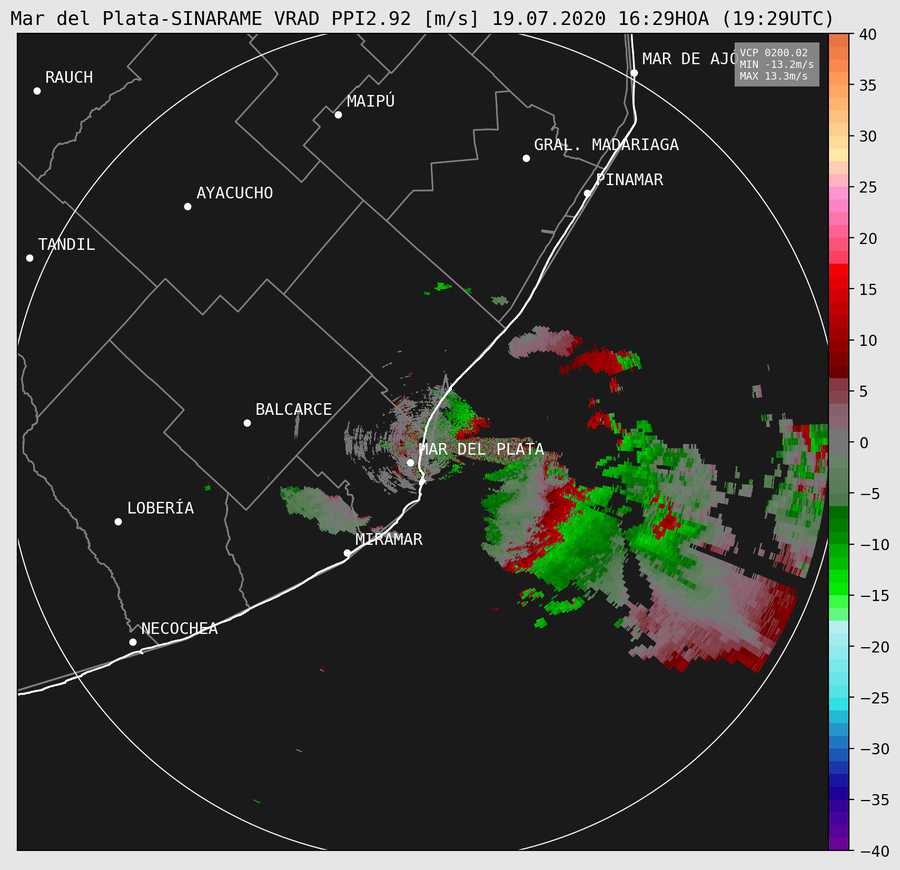 Mar del Plata-SINARAME VRAD PPI2.92 [m/s] 19.07.2020 16:29HOA (19:29UTC)
VCP 0200.02
MIN -13.2m/s
MAX 13.3m/s
MAR DE AJÓ
RAUCH
MAIPÚ
GRAL. MADARIAGA
PINAMAR
AYACUCHO
TANDIL
BALCARCE
MAR DEL PLATA
LOBERÍA
MIRAMAR
NECOCHEA
40
35
30
25
20
15
10
5
0
−5
−10
−15
−20
−25
−30
−35
−40